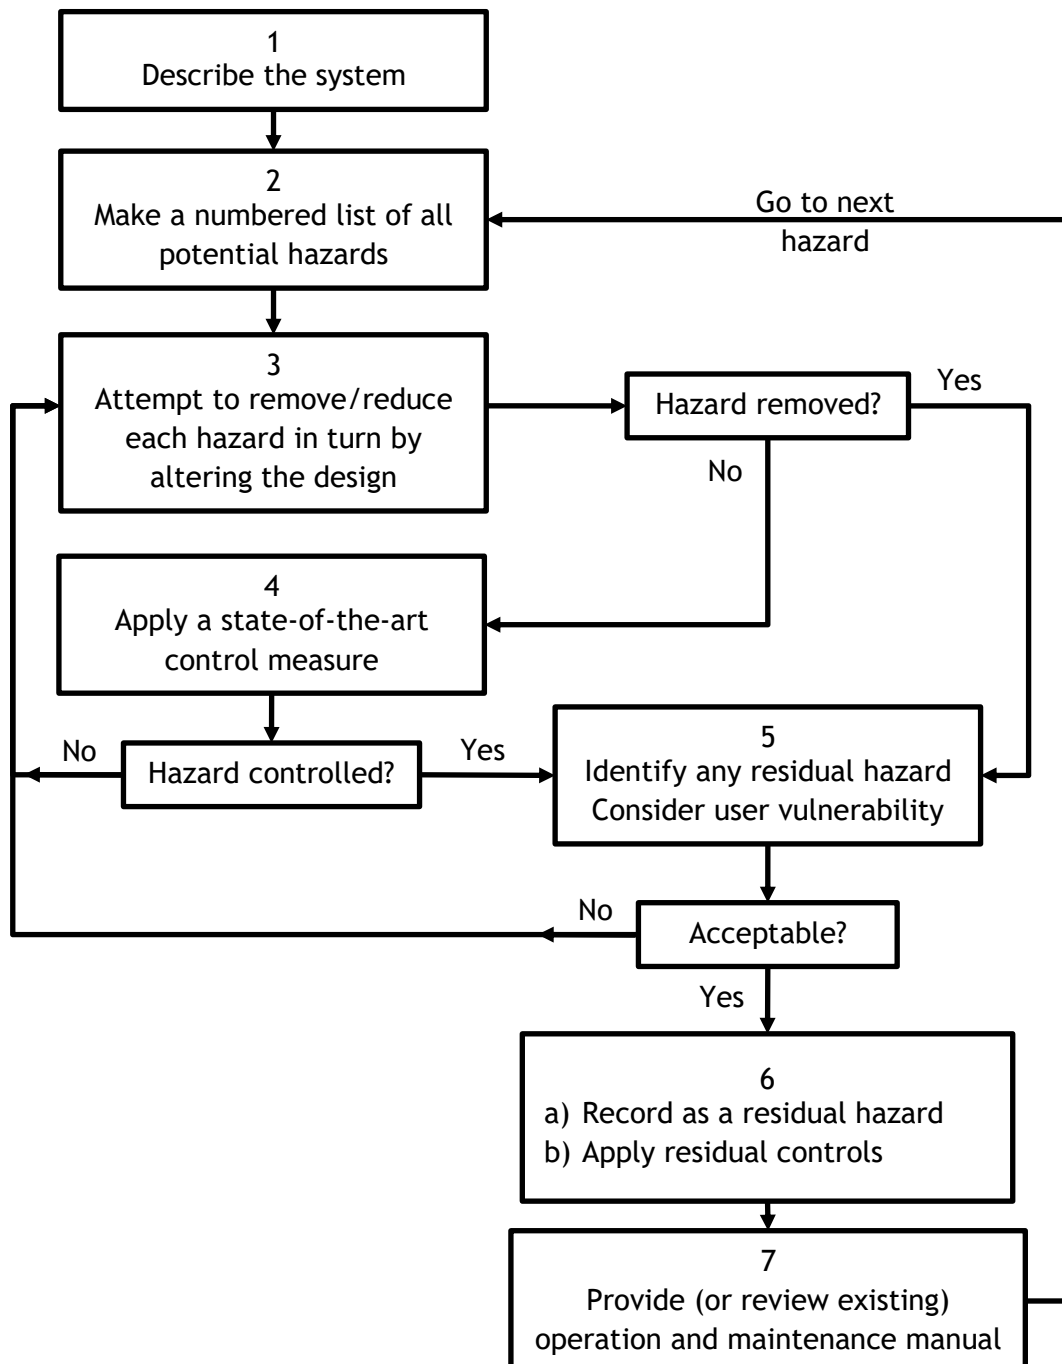 1
Describe the system
2
Make a numbered list of all
potential hazards
Go to next
hazard
3
Attempt to remove/reduce
each hazard in turn by
altering the design
Hazard removed?
Yes
No
4
Apply a state-of-the-art
control measure
No
Hazard controlled?
Yes
5
Identify any residual hazard
Consider user vulnerability
No
Acceptable?
Yes
6
a) Record as a residual hazard
b) Apply residual controls
7
Provide (or review existing)
operation and maintenance manual